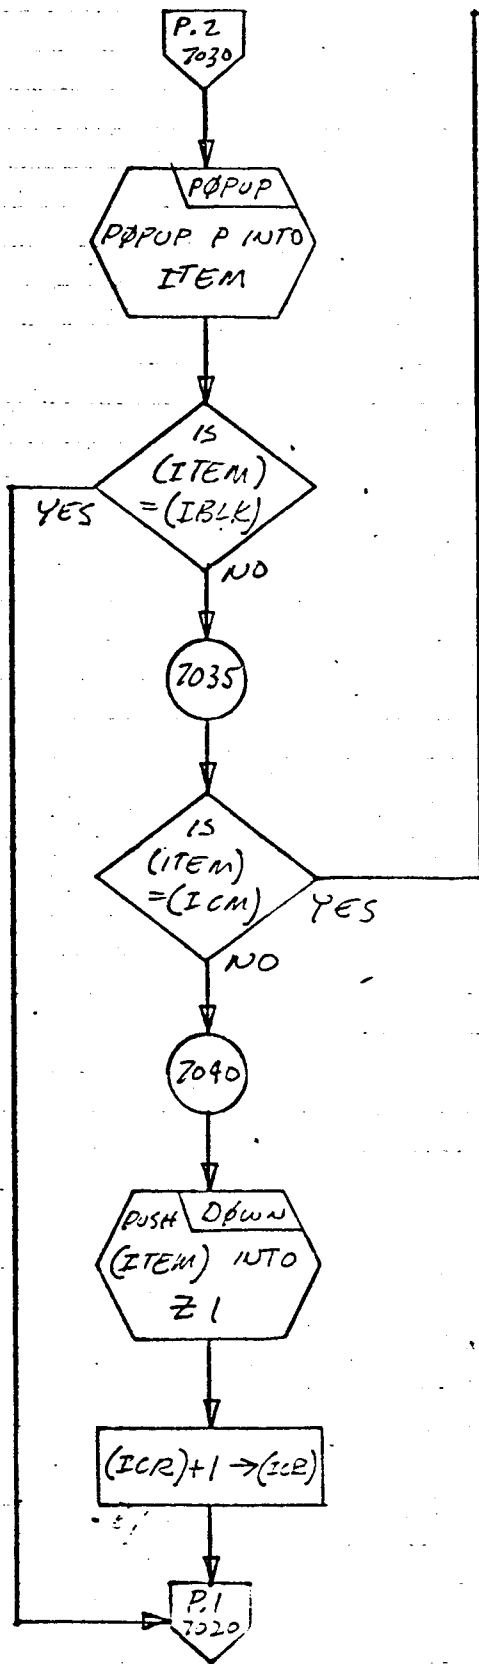 P.2
7030
PØPUP
PØPUP P INTO
ITEM
IS
(ITEM)
=(IBLK)
YES
NO
7035
IS
(ITEM)
=(ICM)
YES
NO
7040
PUSH DØWN
(ITEM) INTO
Z1
(ICR)+1→(ICR)
P.1
7020